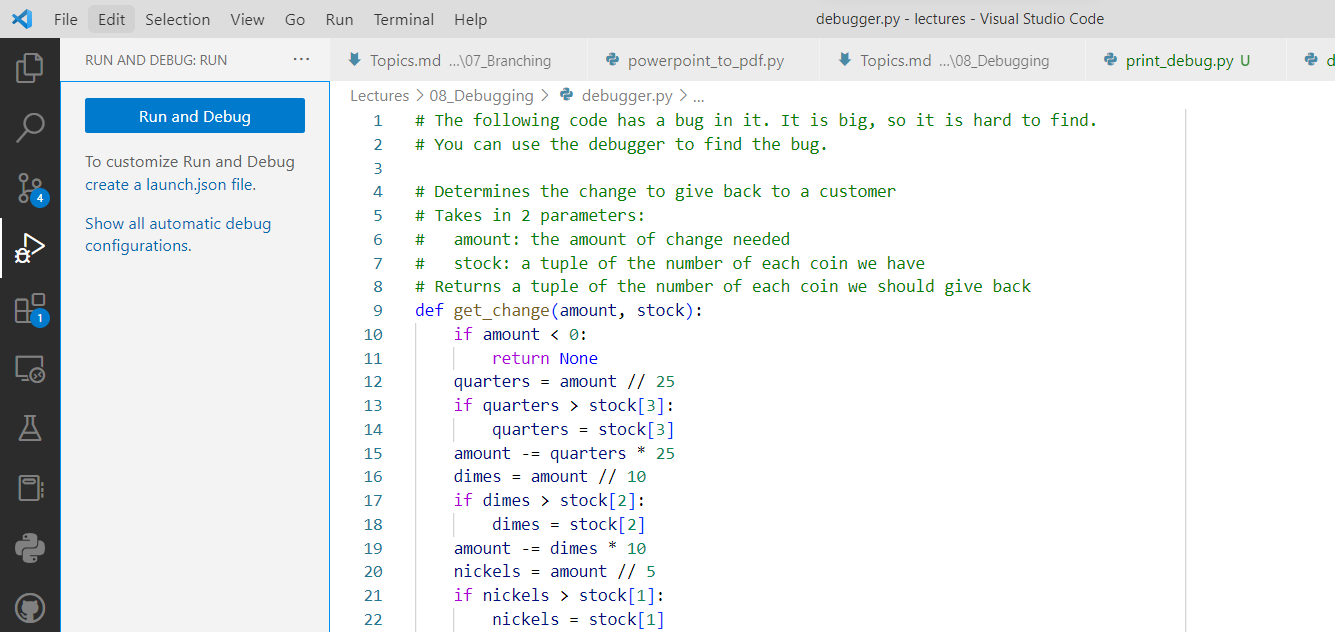 File Edit Selection View Go Run Terminal Help debugger.py - lectures - Visual Studio Code
RUN AND DEBUG: RUN ...
Topics.md ...\07_Branching powerpoint_to_pdf.py Topics.md ...\08_Debugging print_debug.py U d
Run and Debug
To customize Run and Debug
create a launch.json file.
Show all automatic debug
configurations.
4
1
Lectures > 08_Debugging > debugger.py > ...
1 # The following code has a bug in it. It is big, so it is hard to find.
2 # You can use the debugger to find the bug.
3
4 # Determines the change to give back to a customer
5 # Takes in 2 parameters:
6 #   amount: the amount of change needed
7 #   stock: a tuple of the number of each coin we have
8 # Returns a tuple of the number of each coin we should give back
9 def get_change(amount, stock):
10     if amount < 0:
11         return None
12     quarters = amount // 25
13     if quarters > stock[3]:
14         quarters = stock[3]
15     amount -= quarters * 25
16     dimes = amount // 10
17     if dimes > stock[2]:
18         dimes = stock[2]
19     amount -= dimes * 10
20     nickels = amount // 5
21     if nickels > stock[1]:
22         nickels = stock[1]